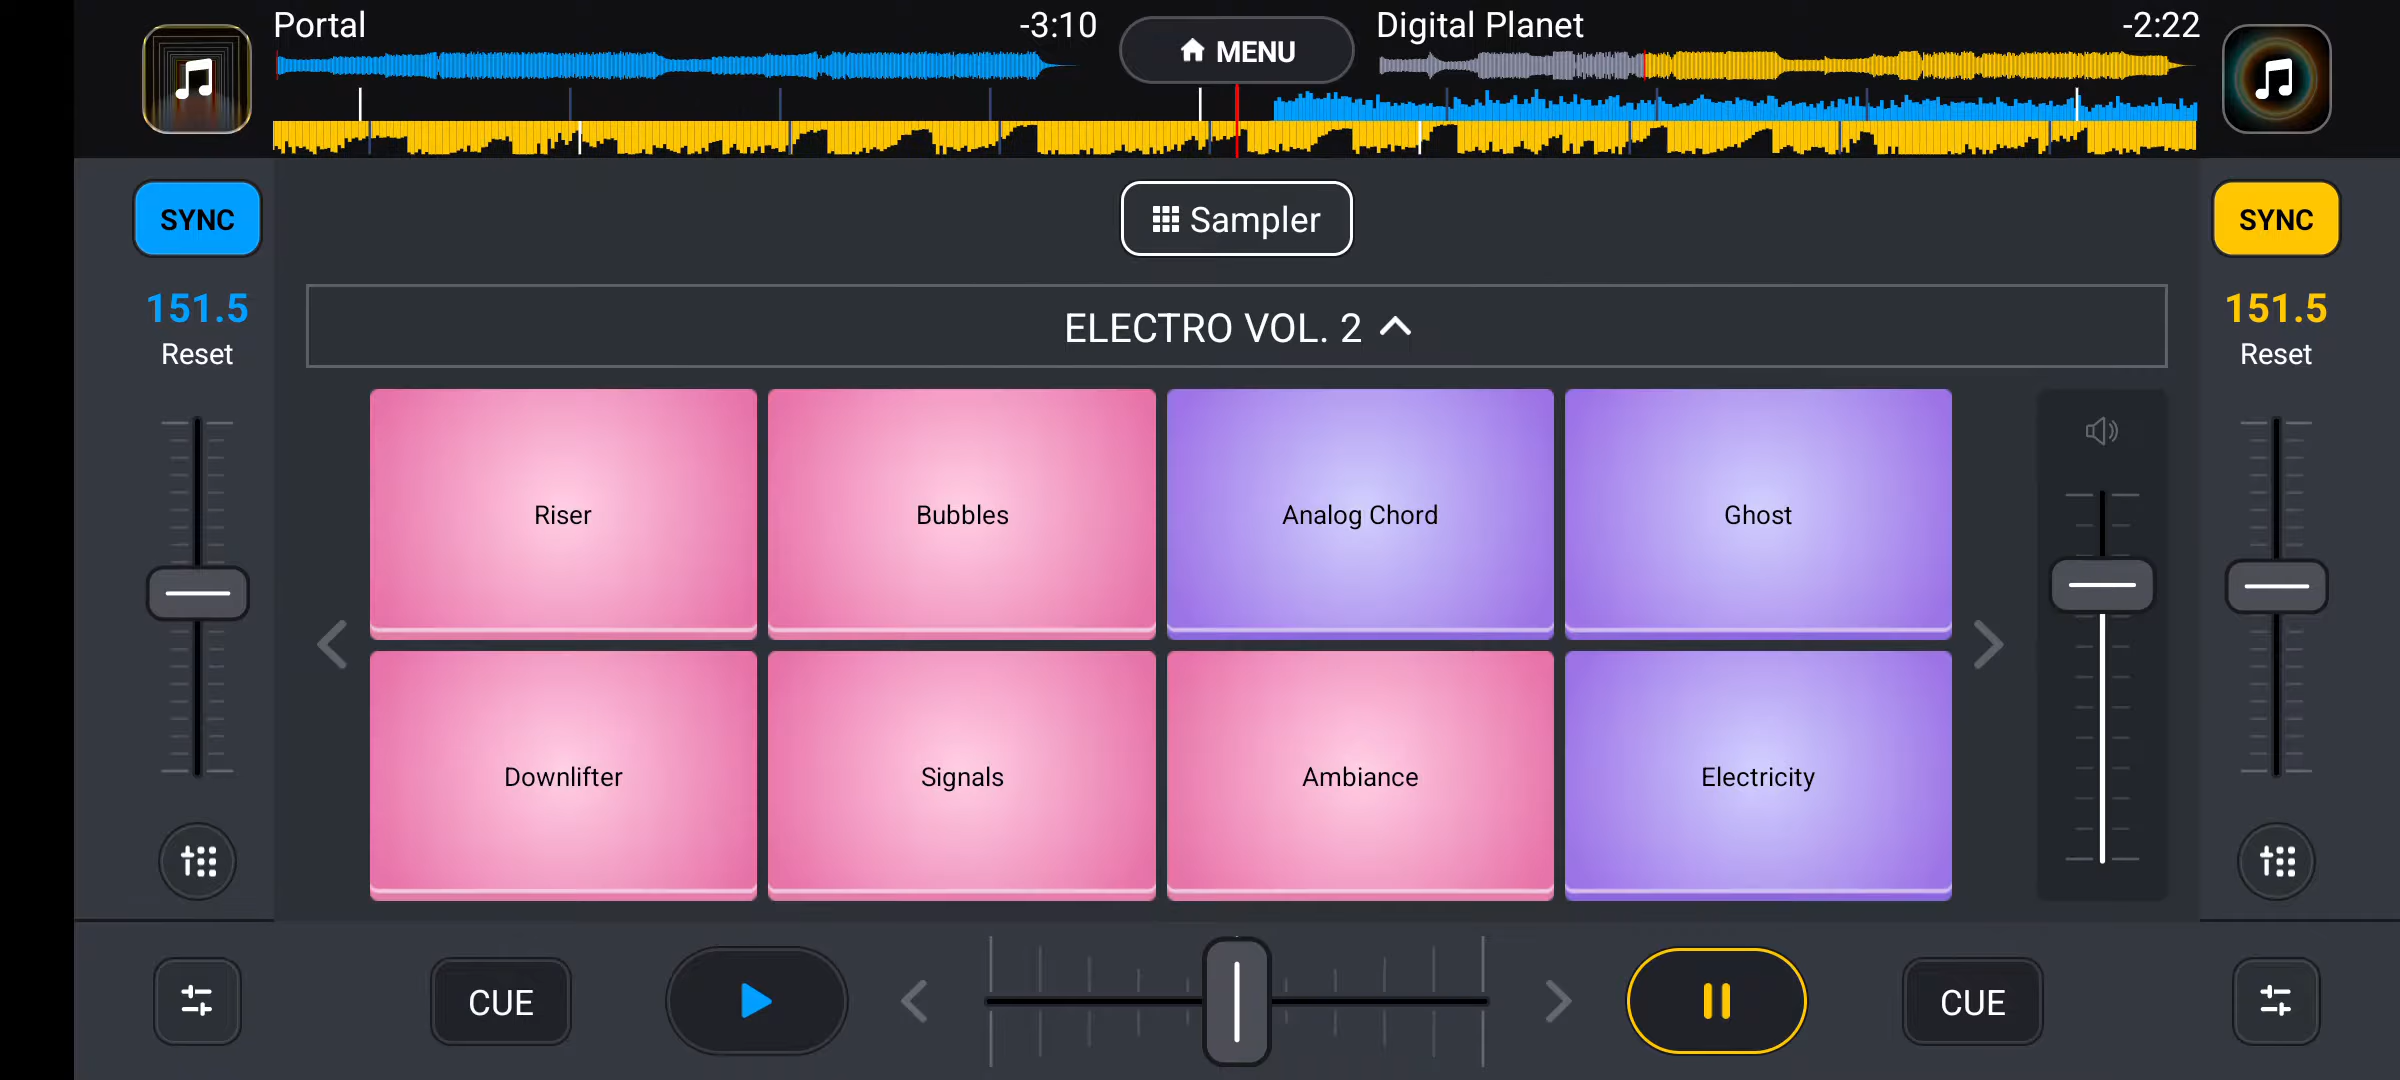 Portal
-3:10
MENU
Digital Planet
-2:22
SYNC
Sampler
SYNC
151.5
Reset
ELECTRO VOL. 2
151.5
Reset
Riser
Bubbles
Analog Chord
Ghost
Downlifter
Signals
Ambiance
Electricity
CUE
CUE